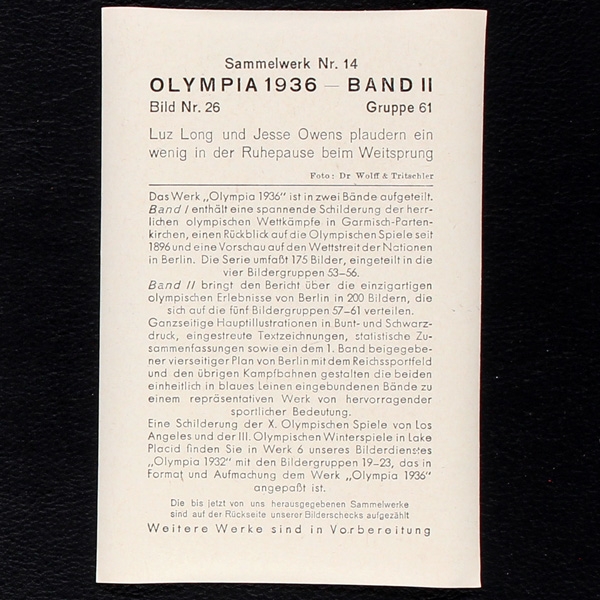 Sammelwerk Nr. 14
OLYMPIA 1936 — BAND II
Bild Nr. 26 Gruppe 61
Luz Long und Jesse Owens plaudern ein
wenig in der Ruhepause beim Weitsprung
Foto: Dr Wolff & Tritschler
Das Werk „Olympia 1936“ ist in zwei Bände aufgeteilt.
Band I enthält eine spannende Schilderung der herr-
lichen olympischen Wettkämpfe in Garmisch-Parten-
kirchen, einen Rückblick auf die Olympischen Spiele seit
1896 und eine Vorschau auf den Wettstreit der Nationen
in Berlin. Die Serie umfaßt 175 Bilder, eingeteilt in die
vier Bildergruppen 53–56.
Band II bringt den Bericht über die einzigartigen
olympischen Erlebnisse von Berlin in 200 Bildern, die
sich auf die fünf Bildergruppen 57–61 verteilen.
Ganzseitige Hauptillustrationen in Bunt- und Schwarz-
druck, eingestreute Textzeichnungen, statistische Zu-
sammenfassungen sowie ein dem 1. Band beigegebe-
ner vierseitiger Plan von Berlin mit dem Reichssportfeld
und den übrigen Kampfbahnen gestalten die beiden
einheitlich in blaues Leinen eingebundenen Bände zu
einem repräsentativen Werk von hervorragender
sportlicher Bedeutung.
Eine Schilderung der X. Olympischen Spiele von Los
Angeles und der III. Olympischen Winterspiele in Lake
Placid finden Sie in Werk 6 unseres Bilderdienstes
„Olympia 1932“ mit den Bildergruppen 19–23, das in
Format und Aufmachung dem Werk „Olympia 1936“
angepaßt ist.
Die bis jetzt von uns herausgegebenen Sammelwerke
sind auf der Rückseite unserer Bilderschecks aufgezählt
Weitere Werke sind in Vorbereitung